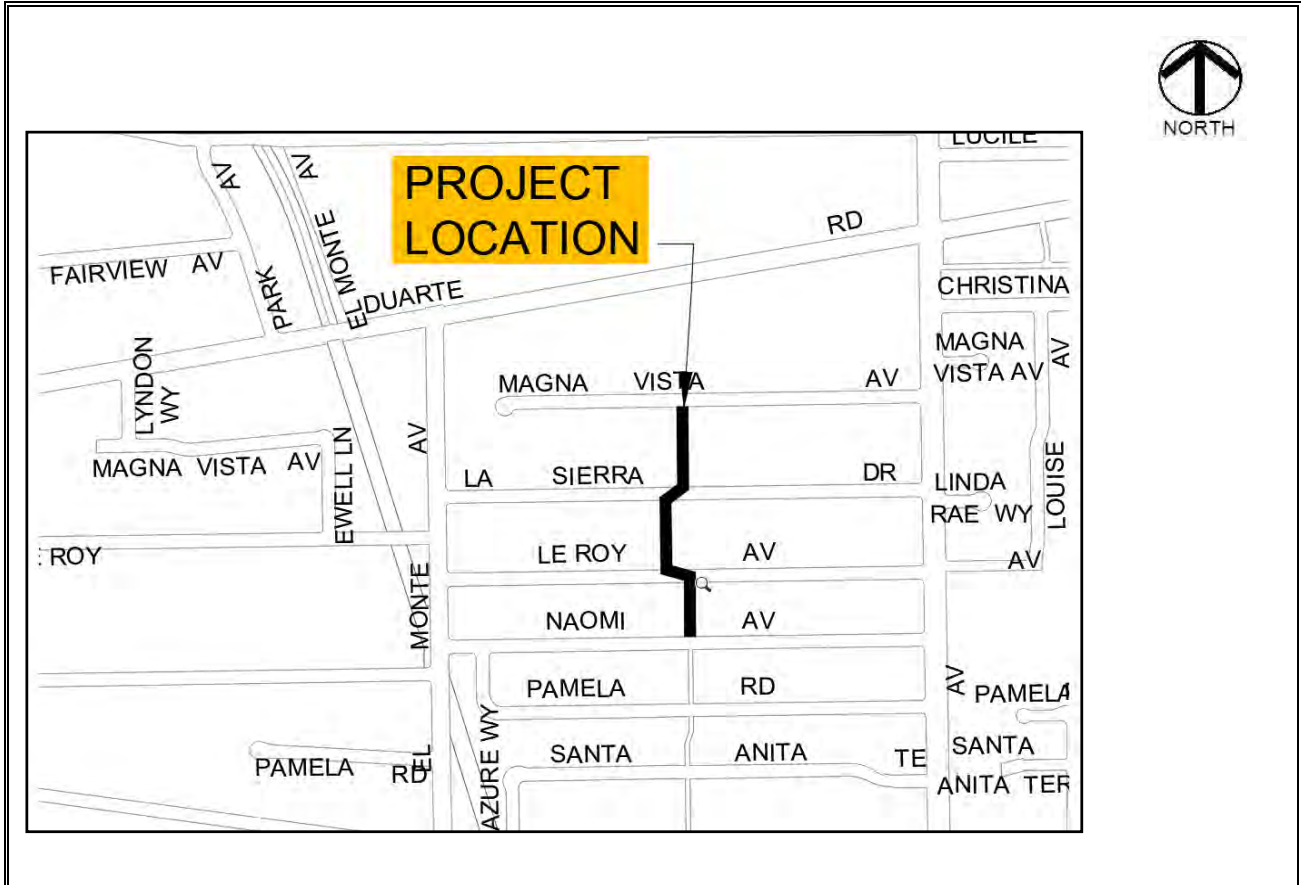 NORTH
LUCILE
PROJECT
LOCATION
AV
AV
RD
FAIRVIEW AV
PARK
EL MONTE
DUARTE
CHRISTINA
LYNDON
WY
MAGNA
VISTA AV
AV
MAGNA VISTA AV
AV
MAGNA VISTA AV
EWELL LN
LA SIERRA DR
LINDA
RAE WY
LOUISE
ROY
LE ROY AV
AV
MONTE
NAOMI AV
PAMELA RD
AV
PAMELA
AZURE WY
SANTA ANITA TE
SANTA
ANITA TER
PAMELA RD
EL